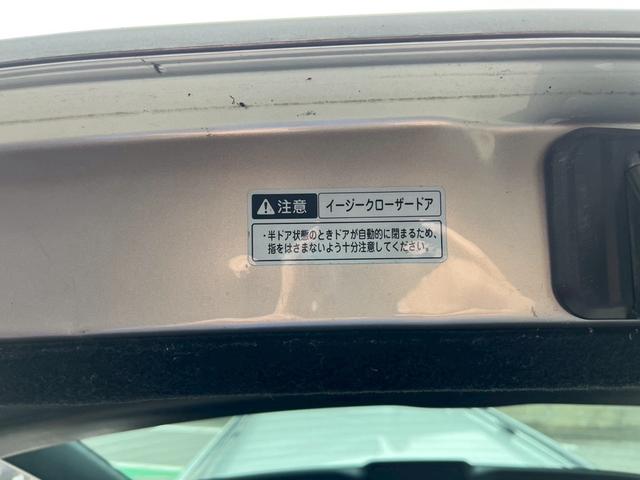 注意 イージークローザードア
・半ドア状態のときドアが自動的に閉まるため、
指をはさまないよう十分注意してください。